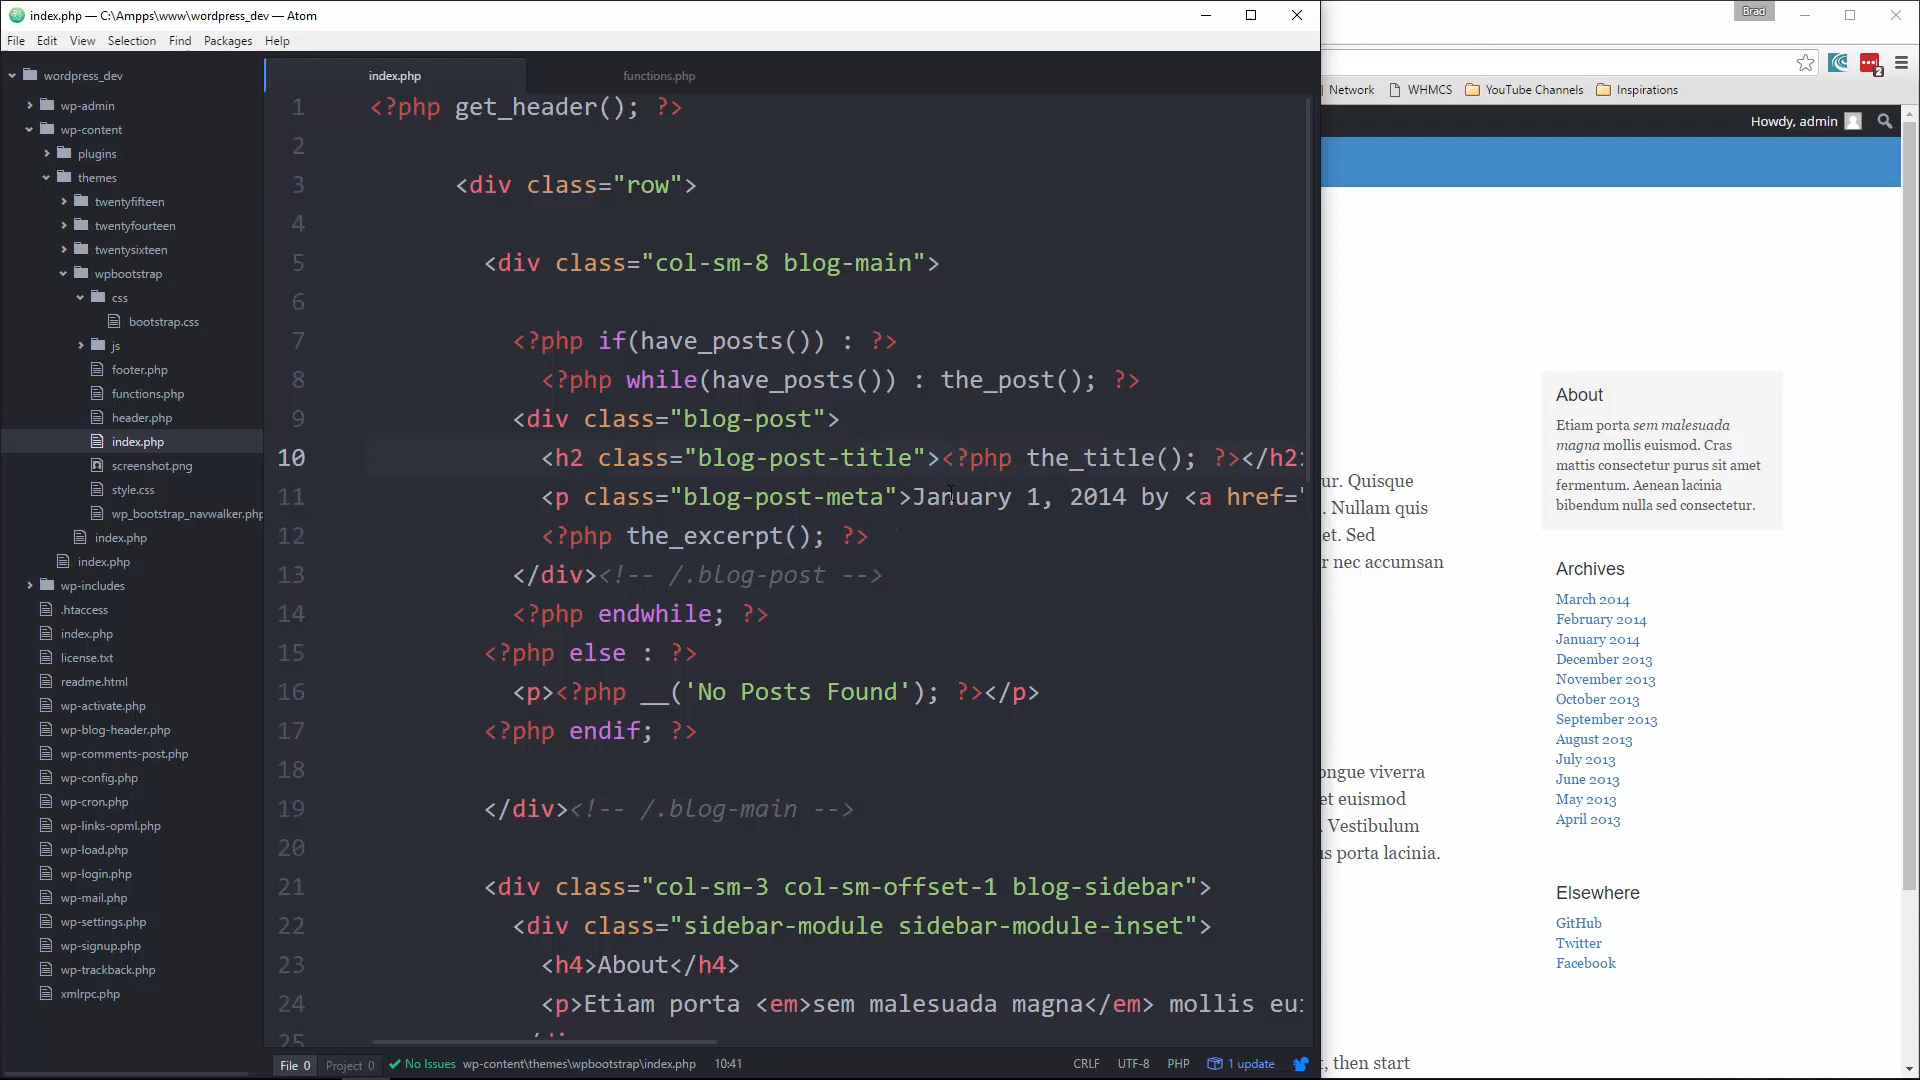 index.php — C:\Ampps\www\wordpress_dev — Atom
File Edit View Selection Find Packages Help
wordpress_dev
wp-admin
wp-content
plugins
themes
twentyfifteen
twentyfourteen
twentysixteen
wpbootstrap
css
bootstrap.css
js
footer.php
functions.php
header.php
index.php
screenshot.png
style.css
wp_bootstrap_navwalker.php
index.php
index.php
wp-includes
.htaccess
index.php
license.txt
readme.html
wp-activate.php
wp-blog-header.php
wp-comments-post.php
wp-config.php
wp-cron.php
wp-links-opml.php
wp-load.php
wp-login.php
wp-mail.php
wp-settings.php
wp-signup.php
wp-trackback.php
xmlrpc.php
index.php functions.php
1 <?php get_header(); ?>
2
3 <div class="row">
4
5 <div class="col-sm-8 blog-main">
6
7 <?php if(have_posts()) : ?>
8 <?php while(have_posts()) : the_post(); ?>
9 <div class="blog-post">
10 <h2 class="blog-post-title"><?php the_title(); ?></h2
11 <p class="blog-post-meta">January 1, 2014 by <a href="
12 <?php the_excerpt(); ?>
13 </div><!-- /.blog-post -->
14 <?php endwhile; ?>
15 <?php else : ?>
16 <p><?php __('No Posts Found'); ?></p>
17 <?php endif; ?>
18
19 </div><!-- /.blog-main -->
20
21 <div class="col-sm-3 col-sm-offset-1 blog-sidebar">
22 <div class="sidebar-module sidebar-module-inset">
23 <h4>About</h4>
24 <p>Etiam porta <em>sem malesuada magna</em> mollis eu
25
File 0 Project 0 No Issues wp-content\themes\wpbootstrap\index.php 10:41 CRLF UTF-8 PHP 1 update
Brad
2
Network WHMCS YouTube Channels Inspirations
Howdy, admin
ur. Quisque
. Nullam quis
et. Sed
r nec accumsan
ongue viverra
et euismod
. Vestibulum
us porta lacinia.
t, then start
About
Etiam porta sem malesuada
magna mollis euismod. Cras
mattis consectetur purus sit amet
fermentum. Aenean lacinia
bibendum nulla sed consectetur.
Archives
March 2014
February 2014
January 2014
December 2013
November 2013
October 2013
September 2013
August 2013
July 2013
June 2013
May 2013
April 2013
Elsewhere
GitHub
Twitter
Facebook